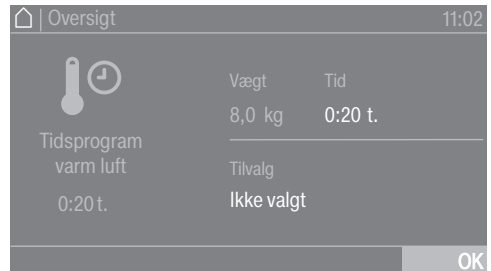 | Oversigt 11:02
Tidsprogram
varm luft
0:20 t.
Vægt Tid
8,0 kg 0:20 t.
Tilvalg
Ikke valgt
OK